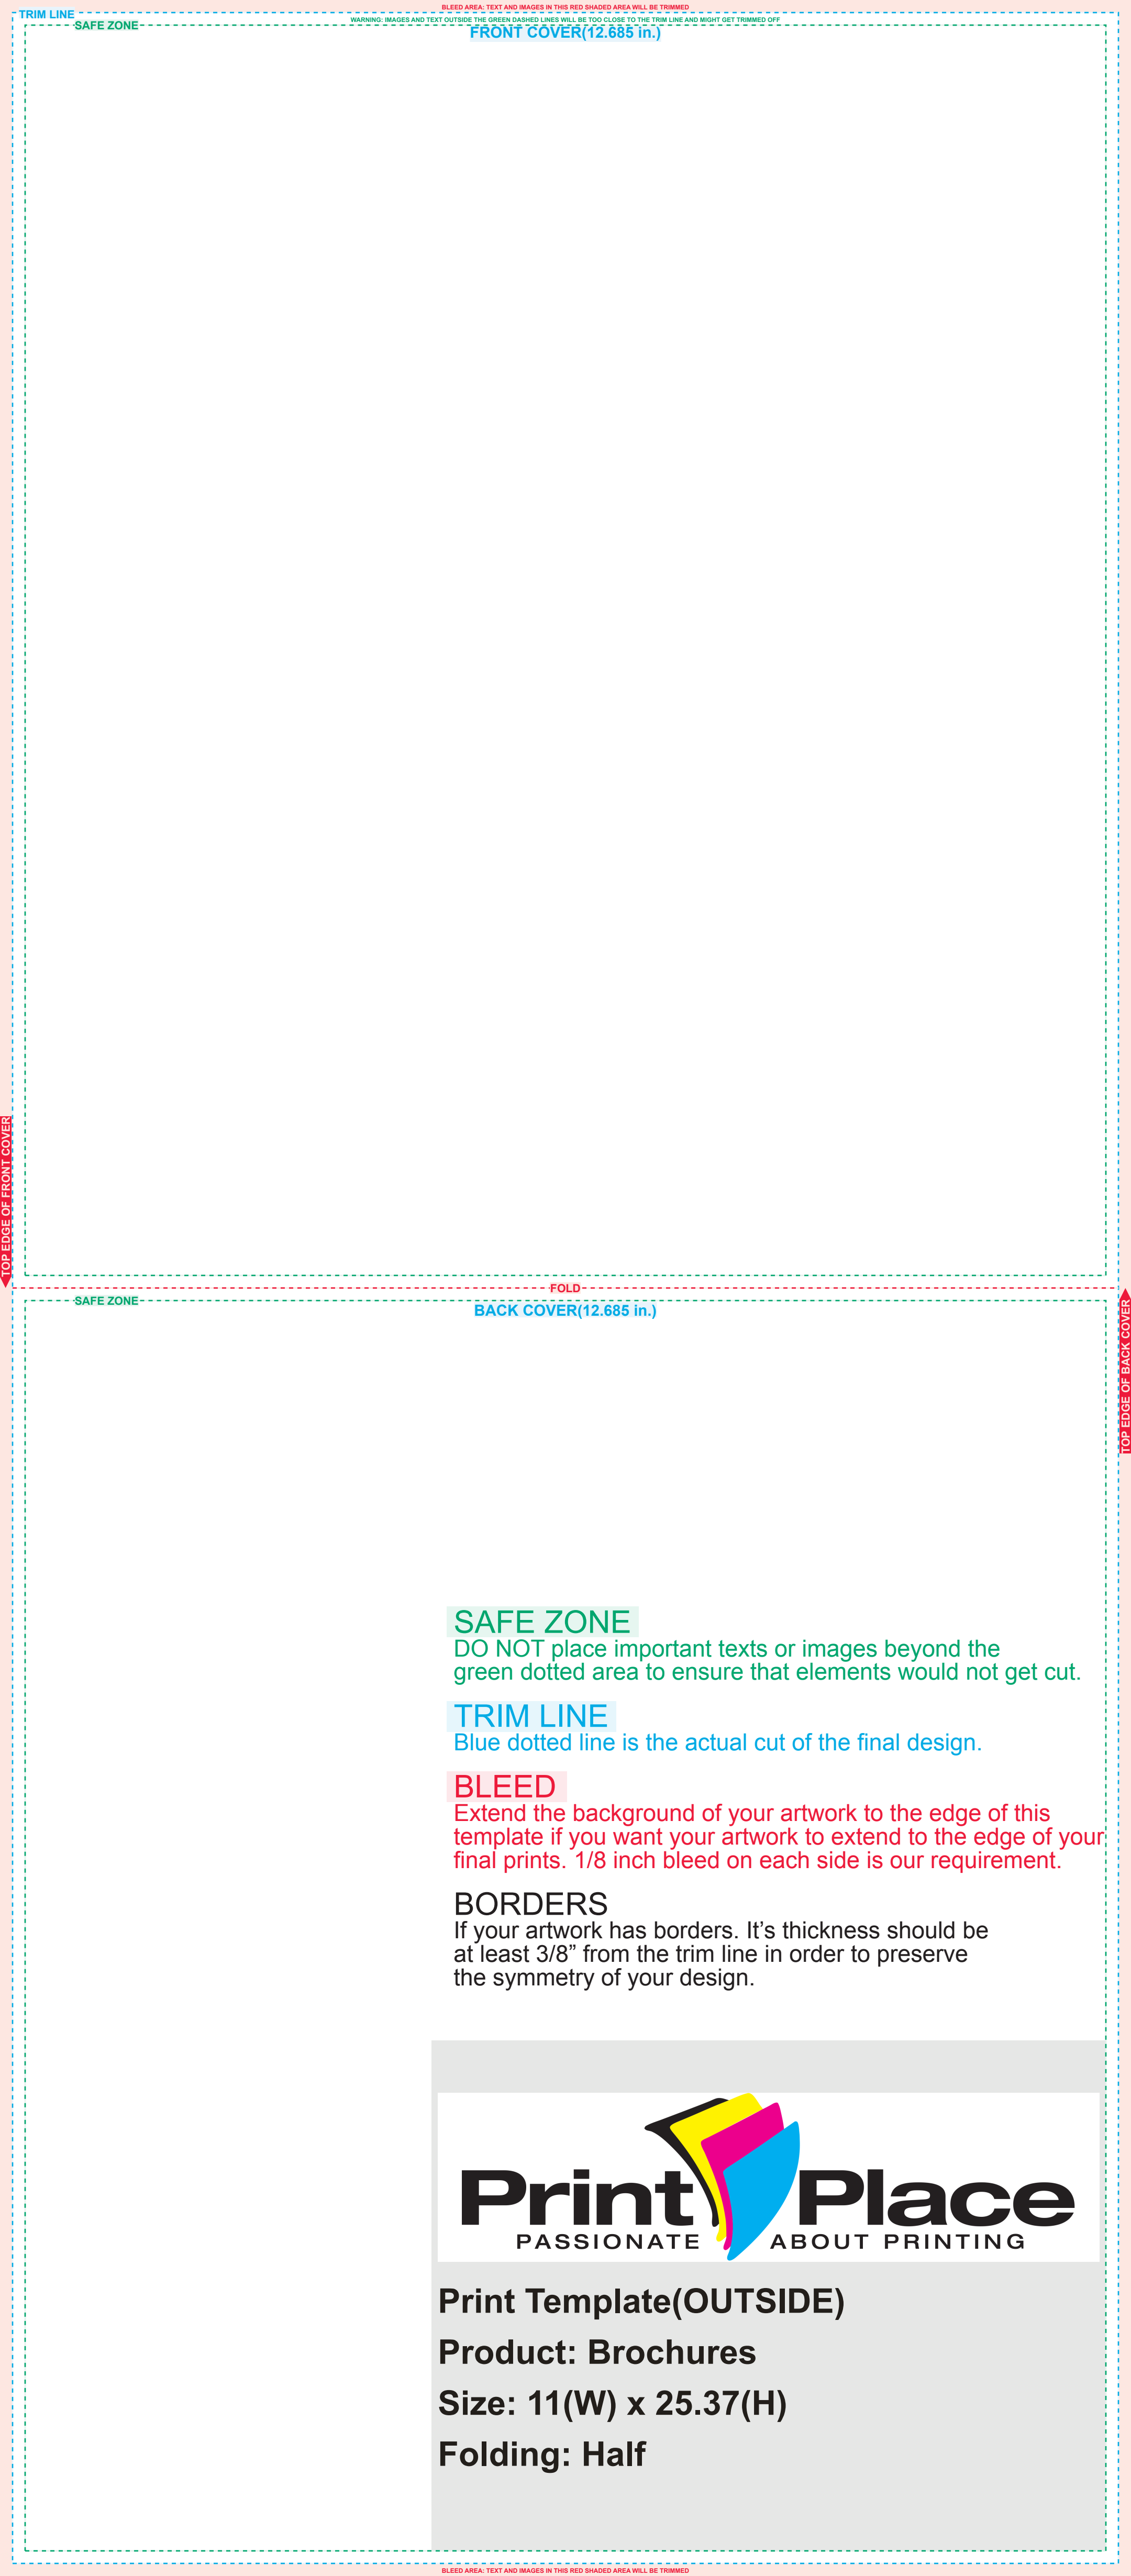 BLEED AREA: TEXT AND IMAGES IN THIS RED SHADED AREA WILL BE TRIMMED
TRIM LINE
WARNING: IMAGES AND TEXT OUTSIDE THE GREEN DASHED LINES WILL BE TOO CLOSE TO THE TRIM LINE AND MIGHT GET TRIMMED OFF
SAFE ZONE
FRONT COVER(12.685 in.)
TOP EDGE OF FRONT COVER
FOLD
SAFE ZONE
BACK COVER(12.685 in.)
TOP EDGE OF BACK COVER
SAFE ZONE
DO NOT place important texts or images beyond the
green dotted area to ensure that elements would not get cut.
TRIM LINE
Blue dotted line is the actual cut of the final design.
BLEED
Extend the background of your artwork to the edge of this
template if you want your artwork to extend to the edge of your
final prints. 1/8 inch bleed on each side is our requirement.
BORDERS
If your artwork has borders. It’s thickness should be
at least 3/8” from the trim line in order to preserve
the symmetry of your design.
Print Place
PASSIONATE ABOUT PRINTING
Print Template(OUTSIDE)
Product: Brochures
Size: 11(W) x 25.37(H)
Folding: Half
BLEED AREA: TEXT AND IMAGES IN THIS RED SHADED AREA WILL BE TRIMMED